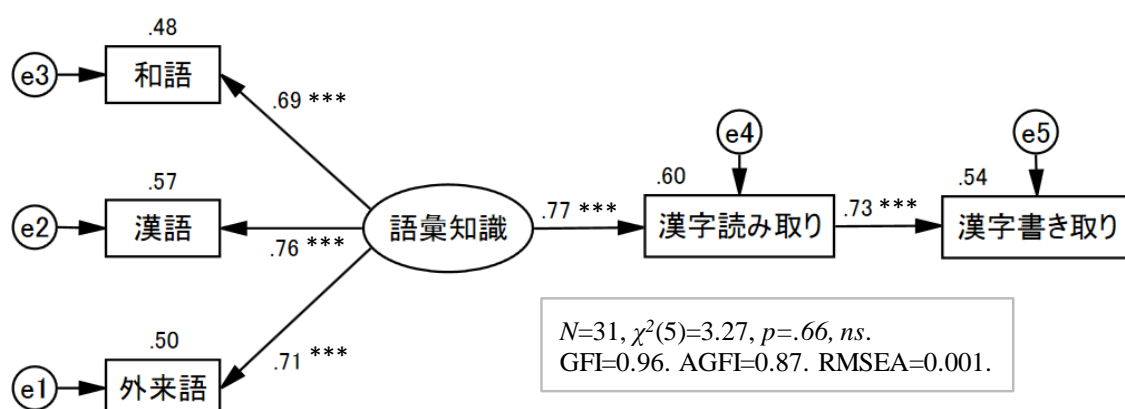 .48
e3 和語
.69 ***
e4 e5
.57 .60 .54
e2 漢語 語彙知識 .77 *** 漢字読み取り .73 *** 漢字書き取り
.76 ***
N=31, χ²(5)=3.27, p=.66, ns.
GFI=0.96. AGFI=0.87. RMSEA=0.001.
.50 .71 ***
e1 外来語